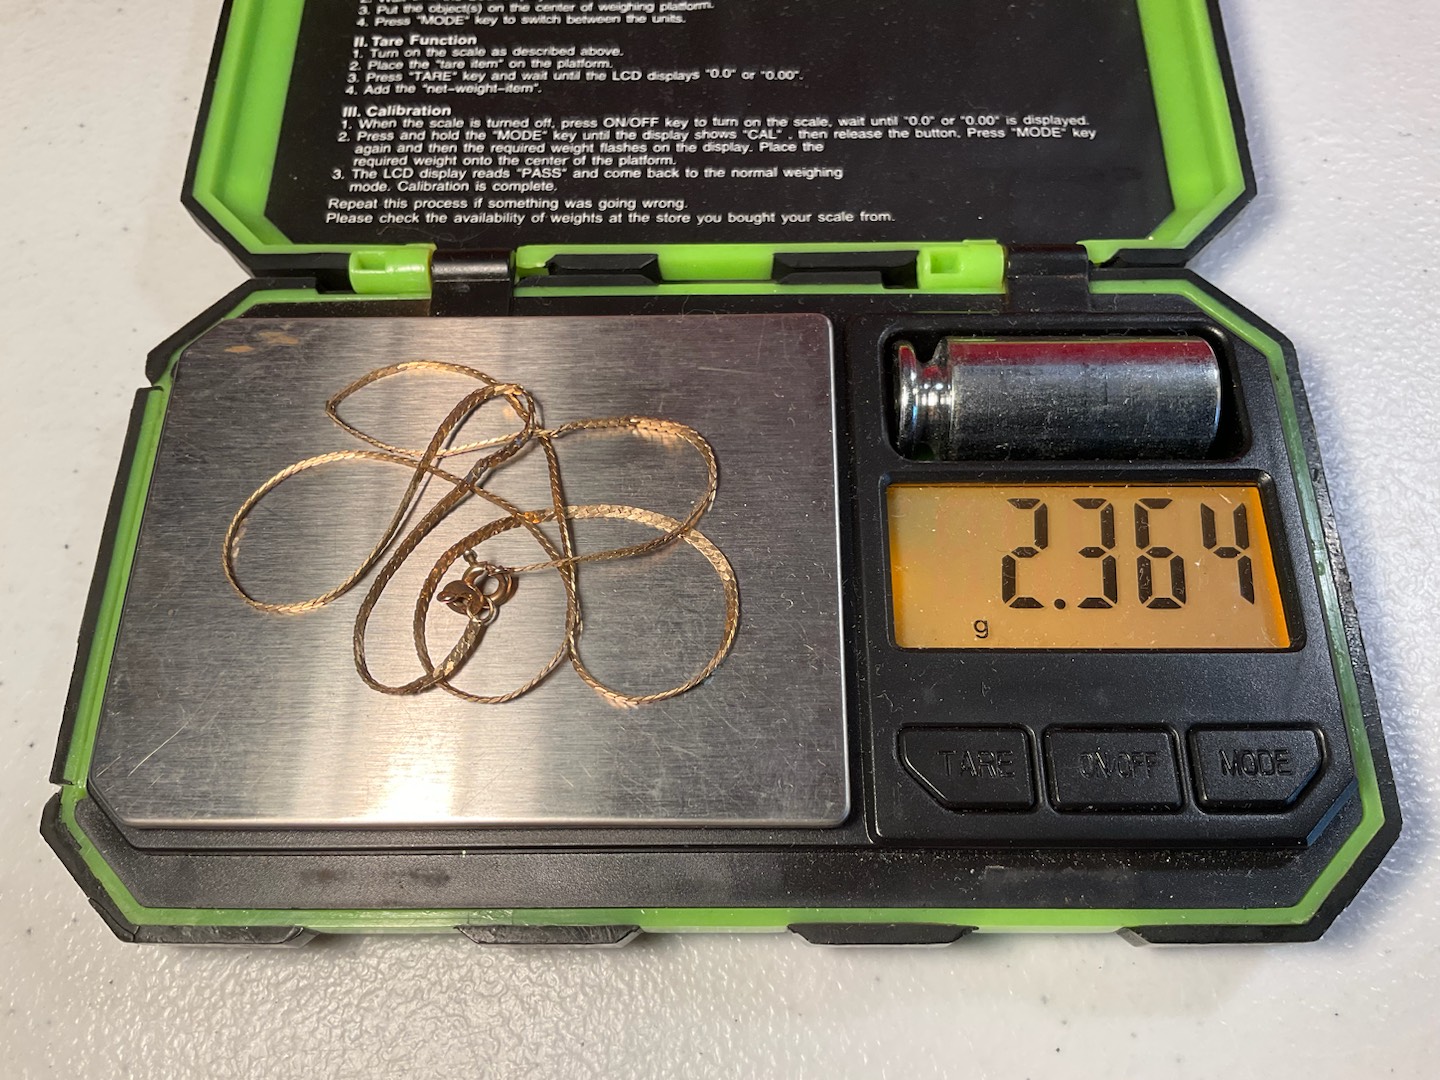 3. Put the object(s) on the center of weighing platform.
4. Press "MODE" key to switch between the units.
II. Tare Function
1. Turn on the scale as described above.
2. Place the "tare item" on the platform.
3. Press "TARE" key and wait until the LCD displays "0.0" or "0.00".
4. Add the "net-weight-item".
III. Calibration
1. When the scale is turned off, press ON/OFF key to turn on the scale, wait until "0.0" or "0.00" is displayed.
2. Press and hold the "MODE" key until the display shows "CAL" , then release the button. Press "MODE" key
again and then the required weight flashes on the display. Place the
required weight onto the center of the platform.
3. The LCD display reads "PASS" and come back to the normal weighing
mode. Calibration is complete.
Repeat this process if something was going wrong.
Please check the availability of weights at the store you bought your scale from.
2.364
g
TARE
ON/OFF
MODE